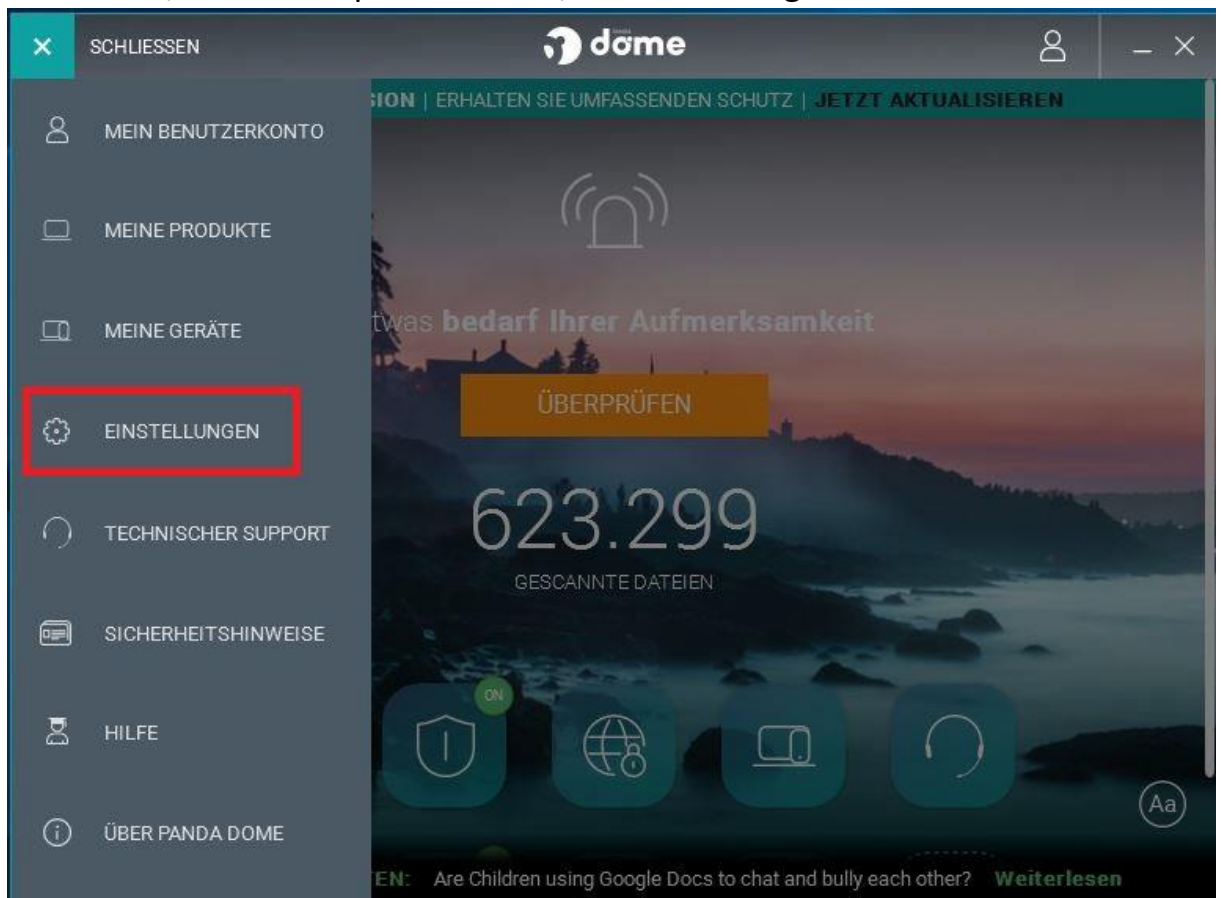 SCHLIESSEN
panda dome
MEIN BENUTZERKONTO
MEINE PRODUKTE
MEINE GERÄTE
EINSTELLUNGEN
TECHNISCHER SUPPORT
SICHERHEITSHINWEISE
HILFE
ÜBER PANDA DOME
SION | ERHALTEN SIE UMFASSENDEN SCHUTZ | JETZT AKTUALISIEREN
twas bedarf Ihrer Aufmerksamkeit
ÜBERPRÜFEN
623.299
GESCANNTE DATEIEN
ON
Aa
TEN: Are Children using Google Docs to chat and bully each other? Weiterlesen